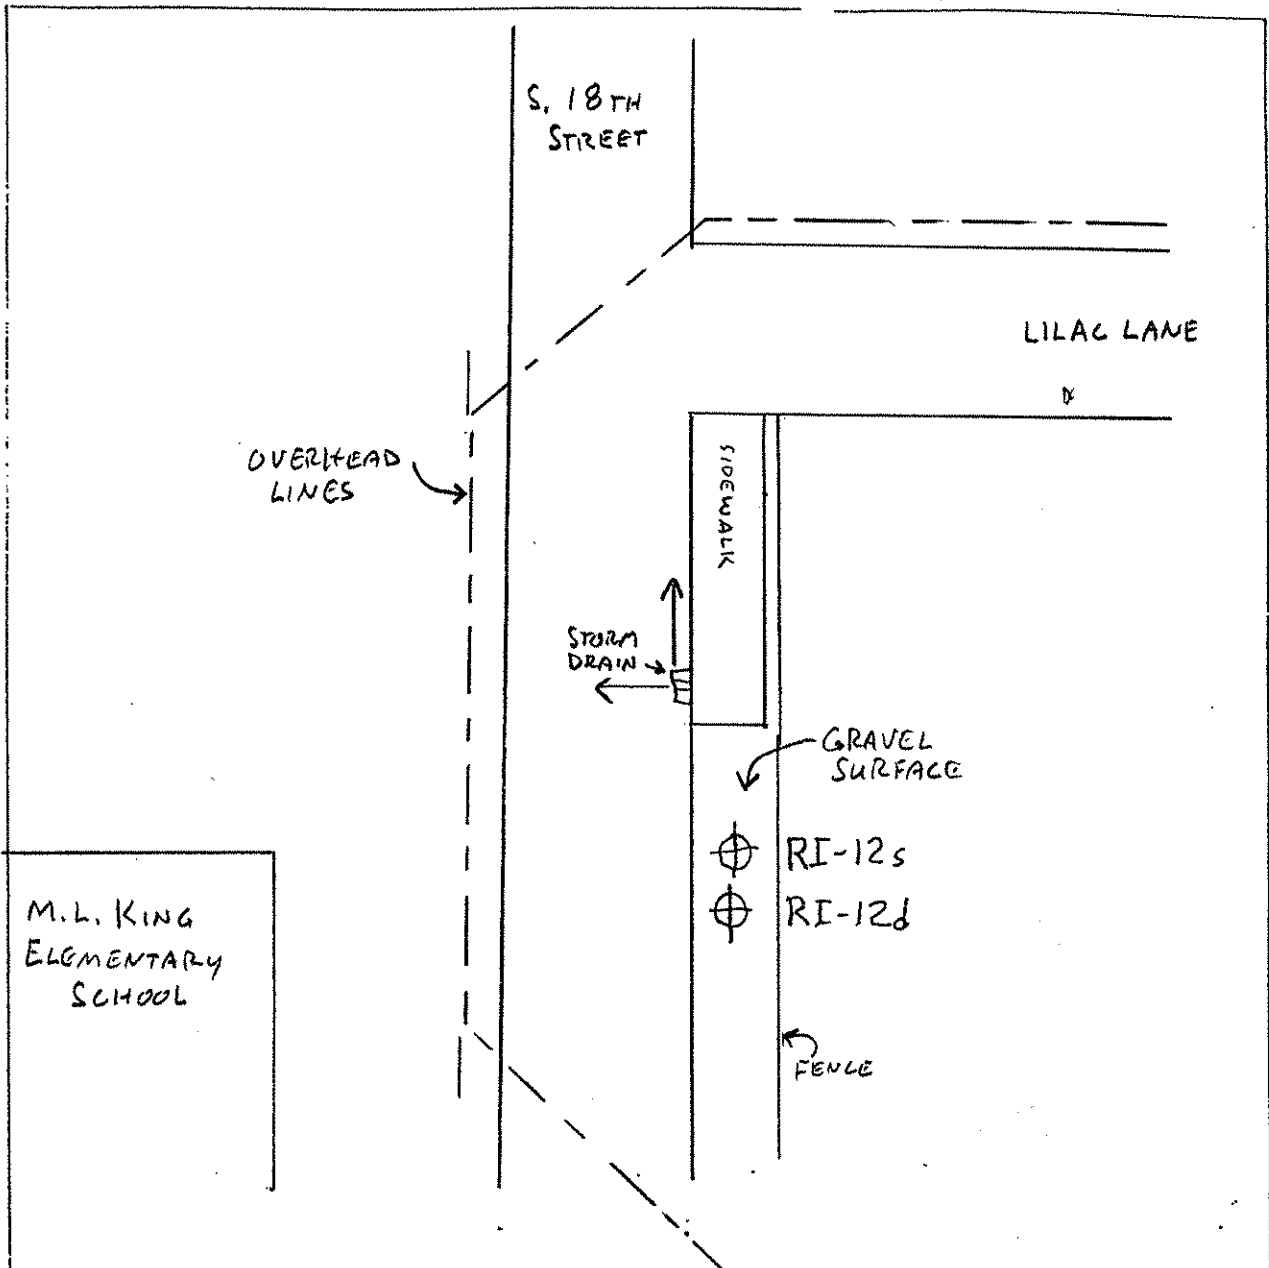 S. 18TH
STREET
LILAC LANE
OVERHEAD
LINES
SIDEWALK
STORM
DRAIN
GRAVEL
SURFACE
RI-12s
RI-12d
M.L. KING
ELEMENTARY
SCHOOL
FENCE